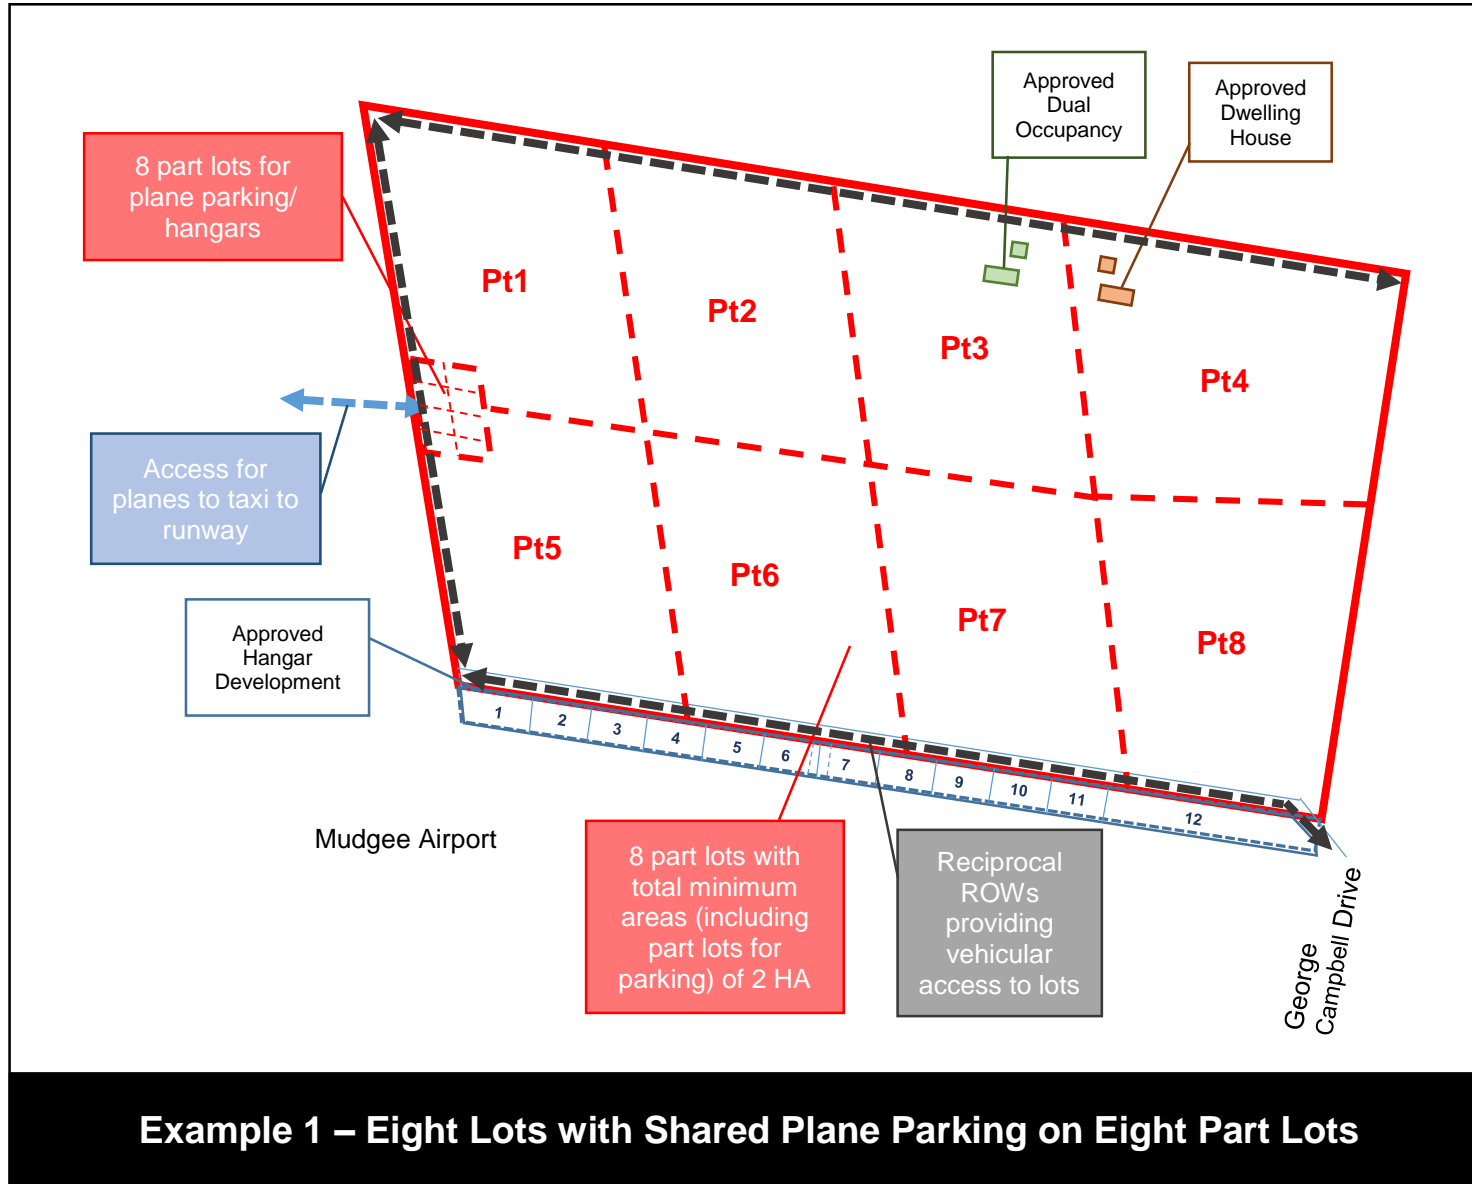 Approved
Dual
Occupancy
Approved
Dwelling
House
8 part lots for
plane parking/
hangars
Pt1
Pt2
Pt3
Pt4
Access for
planes to taxi to
runway
Pt5
Pt6
Pt7
Pt8
Approved
Hangar
Development
1
2
3
4
5
6
7
8
9
10
11
12
Mudgee Airport
8 part lots with
total minimum
areas (including
part lots for
parking) of 2 HA
Reciprocal
ROWs
providing
vehicular
access to lots
George
Campbell Drive
Example 1 – Eight Lots with Shared Plane Parking on Eight Part Lots